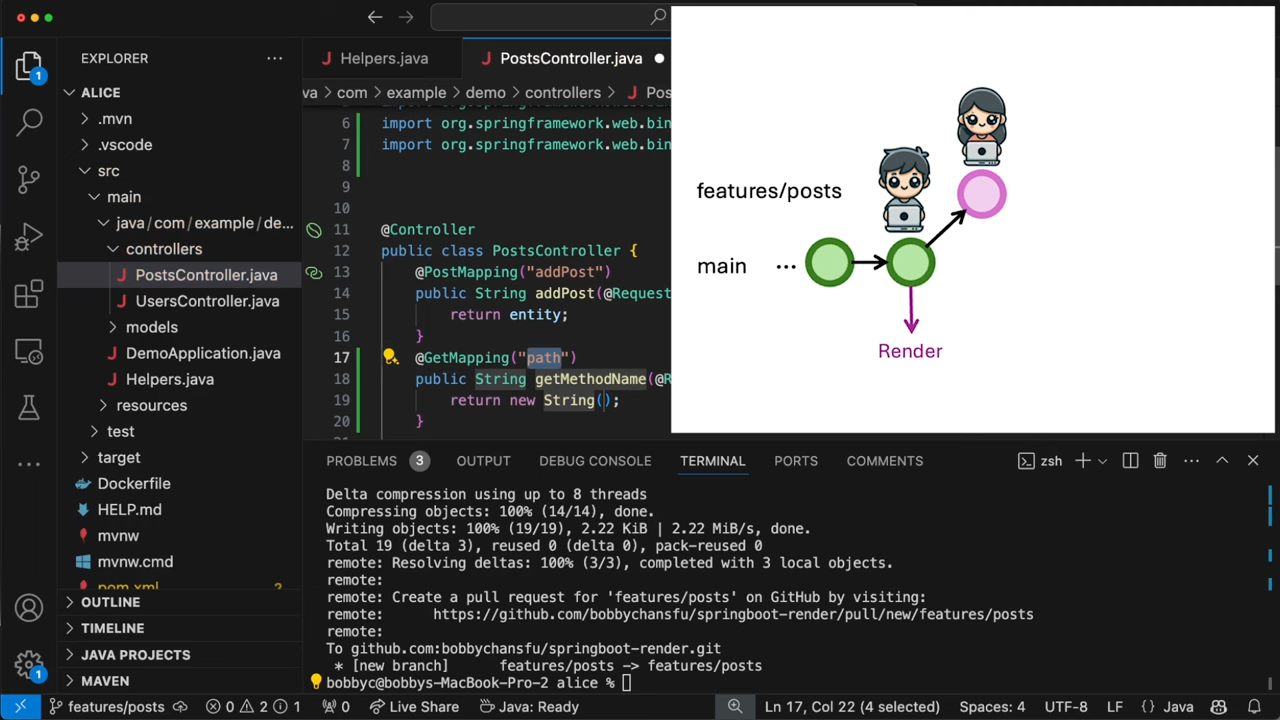 EXPLORER
ALICE
.mvn
.vscode
src
main
java/com/example/de...
controllers
J PostsController.java
J UsersController.java
models
J DemoApplication.java
J Helpers.java
resources
test
target
Dockerfile
HELP.md
mvnw
mvnw.cmd
pom.xml 2
OUTLINE
TIMELINE
JAVA PROJECTS
MAVEN
1
1
J Helpers.java
J PostsController.java
va > com > example > demo > controllers > J Pos
6 import org.springframework.web.bin
7 import org.springframework.web.bin
8
9
10
11 @Controller
12 public class PostsController {
13 @PostMapping("addPost")
14 public String addPost(@Request
15 return entity;
16 }
17 @GetMapping("path")
18 public String getMethodName(@R
19 return new String();
20 }
features/posts
main ...
Render
PROBLEMS 3 OUTPUT DEBUG CONSOLE TERMINAL PORTS COMMENTS zsh
Delta compression using up to 8 threads
Compressing objects: 100% (14/14), done.
Writing objects: 100% (19/19), 2.22 KiB | 2.22 MiB/s, done.
Total 19 (delta 3), reused 0 (delta 0), pack-reused 0
remote: Resolving deltas: 100% (3/3), completed with 3 local objects.
remote:
remote: Create a pull request for 'features/posts' on GitHub by visiting:
remote: https://github.com/bobbychansfu/springboot-render/pull/new/features/posts
remote:
To github.com:bobbychansfu/springboot-render.git
* [new branch] features/posts -> features/posts
bobbyc@bobbys-MacBook-Pro-2 alice %
features/posts 0 2 1 0 Live Share Java: Ready Ln 17, Col 22 (4 selected) Spaces: 4 UTF-8 LF { } Java